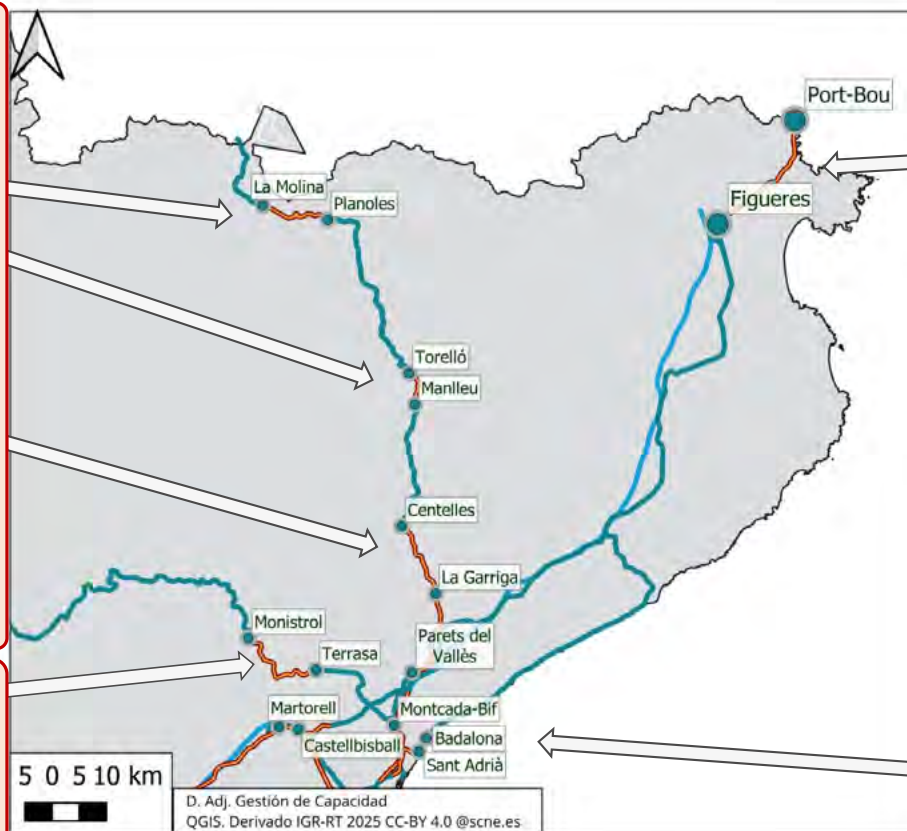 Port-Bou
La Molina
Planoles
Figueres
Torelló
Manlleu
Centelles
La Garriga
Monistrol
Parets del
Vallès
Terrasa
Martorell
Montcada-Bif
Castellbisball
Badalona
Sant Adrià
5 0 5 10 km
D. Adj. Gestión de Capacidad
QGIS. Derivado IGR-RT 2025 CC-BY 4.0 @scne.es